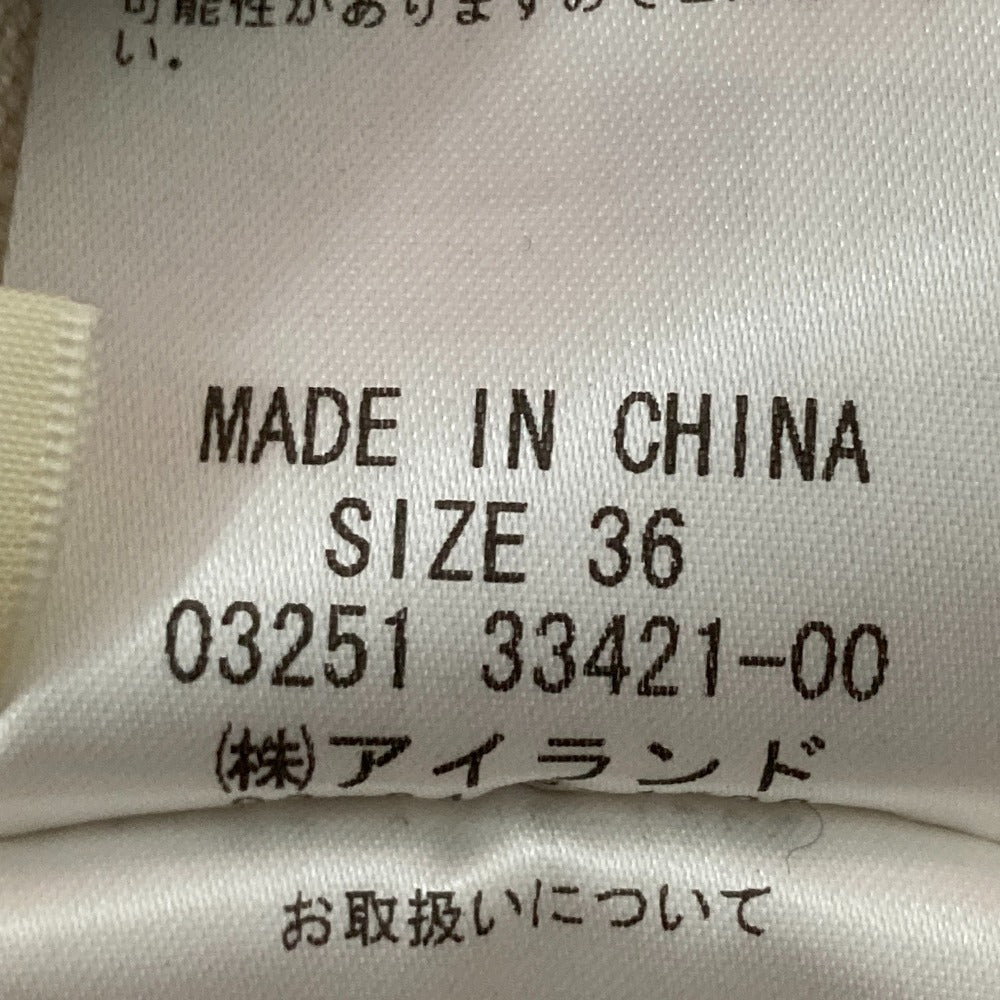 可能性がありますのでご
い.
MADE IN CHINA
SIZE 36
03251 33421-00
(株)アイランド
お取扱いについて